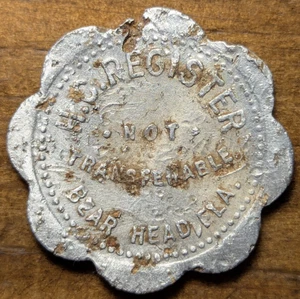 H.C. REGISTER
NOT
TRANSFERABLE
BEAR HEAD, FLA.